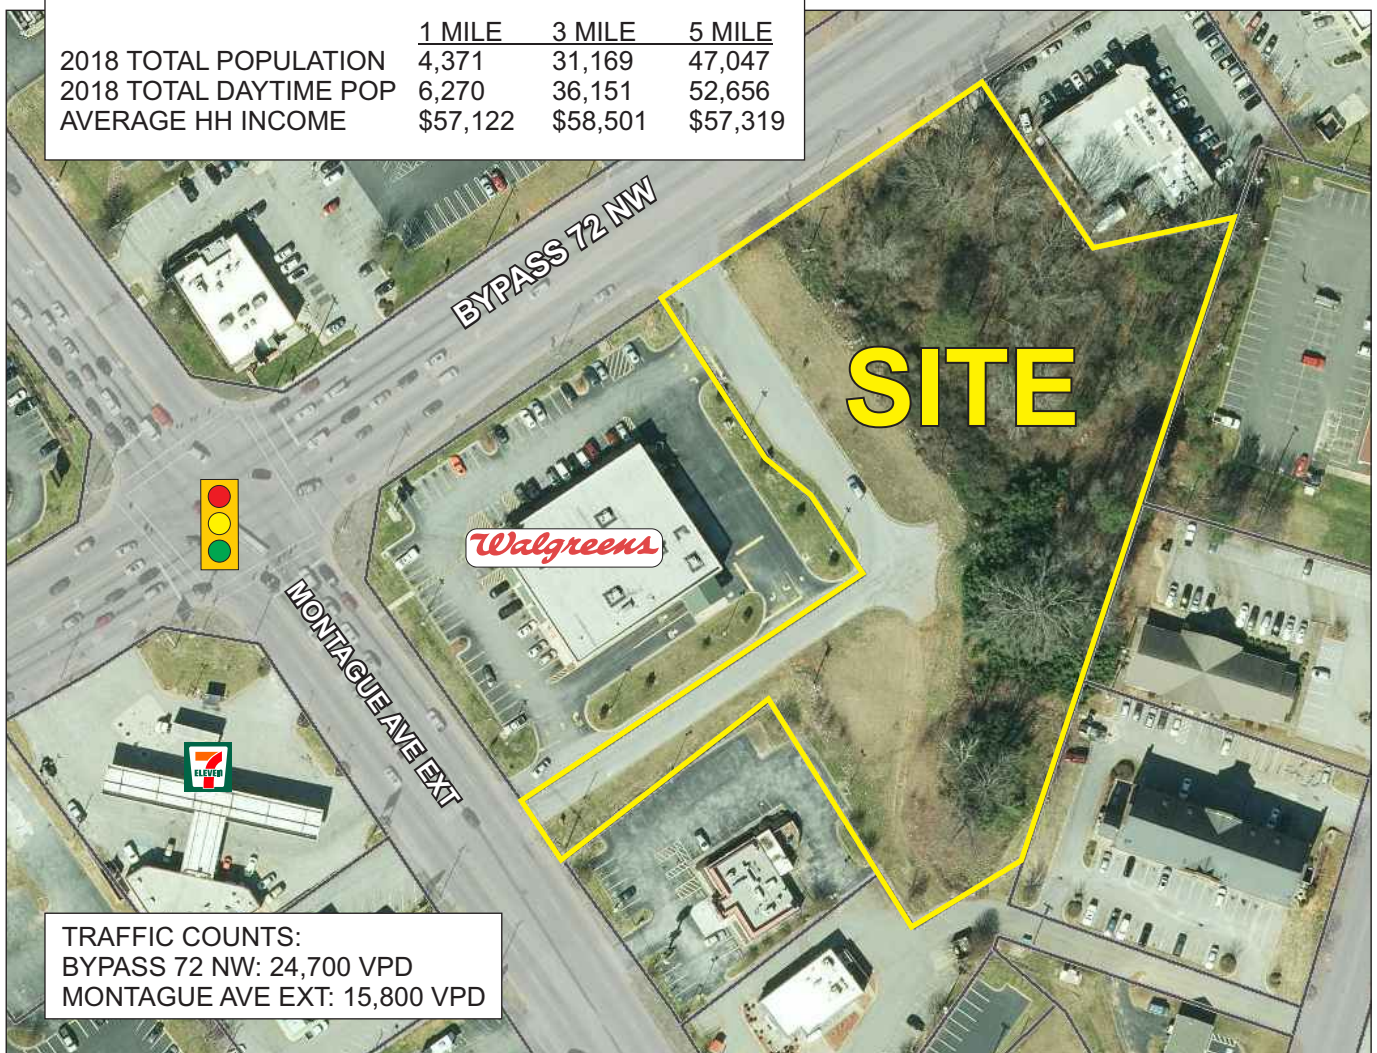 1 MILE 3 MILE 5 MILE
2018 TOTAL POPULATION 4,371 31,169 47,047
2018 TOTAL DAYTIME POP 6,270 36,151 52,656
AVERAGE HH INCOME $57,122 $58,501 $57,319
BYPASS 72 NW
SITE
Walgreens
MONTAGUE AVE EXT
7
ELEVEn
TRAFFIC COUNTS:
BYPASS 72 NW: 24,700 VPD
MONTAGUE AVE EXT: 15,800 VPD